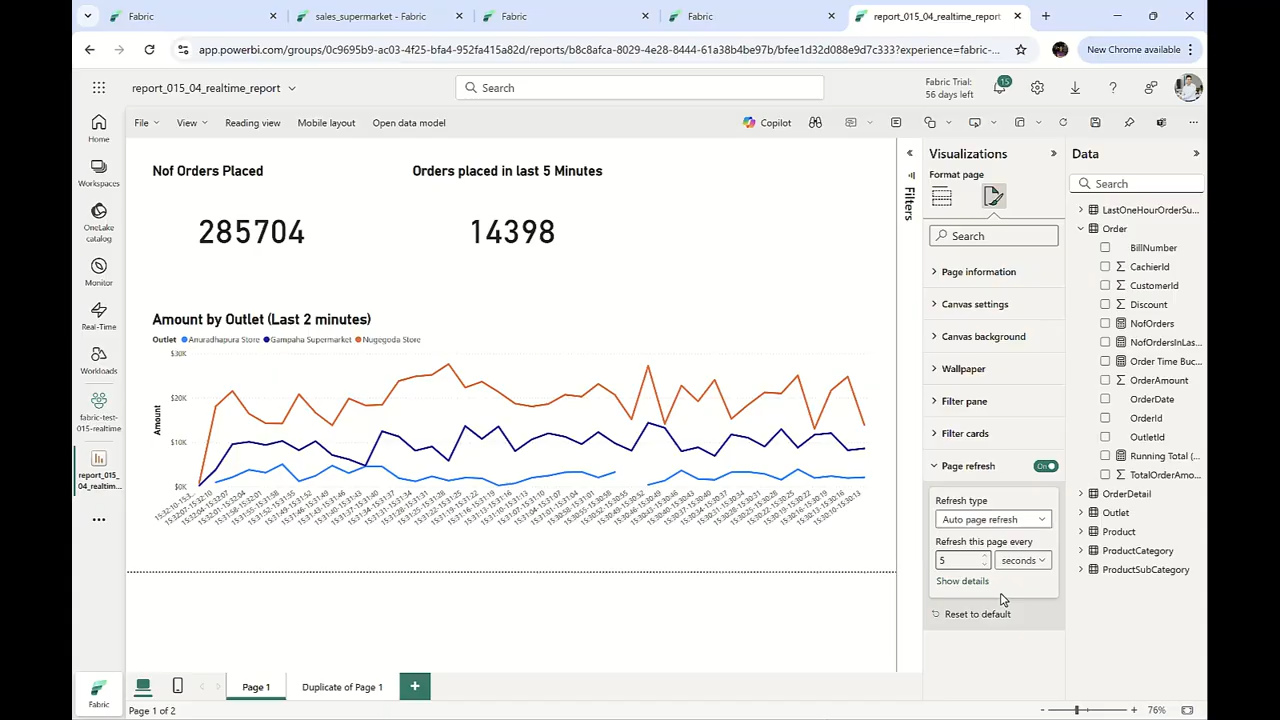 Fabric
sales_supermarket - Fabric
Fabric
Fabric
report_015_04_realtime_report
app.powerbi.com/groups/0c9695b9-ac03-4f25-bfa4-952fa415a82d/reports/b8c8afca-8029-4e28-8444-61a38b4be97b/bfee1d32d088e9d7c333?experience=fabric-...
New Chrome available
report_015_04_realtime_report
Search
Fabric Trial:
56 days left
15
File
View
Reading view
Mobile layout
Open data model
Copilot
Home
Workspaces
OneLake
catalog
Monitor
Real-Time
Workloads
fabric-test-
015-realtime
report_015
_04_realtim...
Fabric
Nof Orders Placed
285704
Orders placed in last 5 Minutes
14398
Amount by Outlet (Last 2 minutes)
Outlet Anuradhapura Store Gampaha Supermarket Nugegoda Store
$30K
$20K
$10K
$0K
Amount
Filters
Visualizations
Format page
Search
Page information
Canvas settings
Canvas background
Wallpaper
Filter pane
Filter cards
Page refresh
On
Refresh type
Auto page refresh
Refresh this page every
5
seconds
Show details
Reset to default
Data
Search
LastOneHourOrderSu...
Order
BillNumber
CachierId
CustomerId
Discount
NofOrders
NofOrdersInLas...
Order Time Buc...
OrderAmount
OrderDate
OrderId
OutletId
Running Total (...
TotalOrderAmo...
OrderDetail
Outlet
Product
ProductCategory
ProductSubCategory
Page 1
Duplicate of Page 1
Page 1 of 2
76%